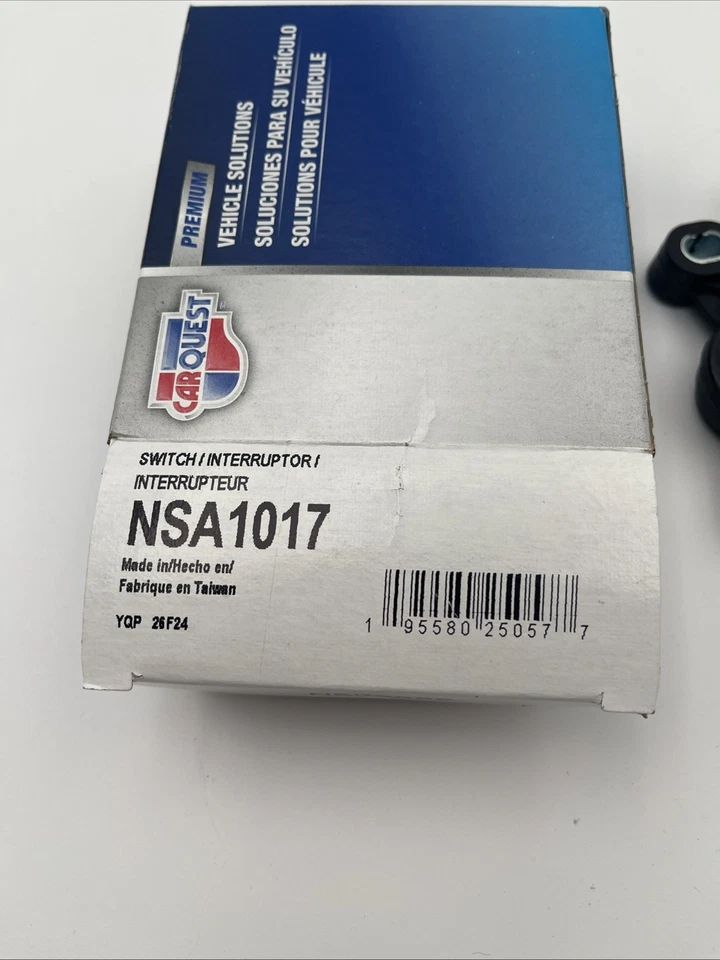 PREMIUM
VEHICLE SOLUTIONS
SOLUCIONES PARA SU VEHÍCULO
SOLUTIONS POUR VÉHICULE
CARQUEST
SWITCH / INTERRUPTOR /
INTERRUPTEUR
NSA1017
Made in/Hecho en/
Fabrique en Taiwan
YQP 26F24
1 95580 25057 7